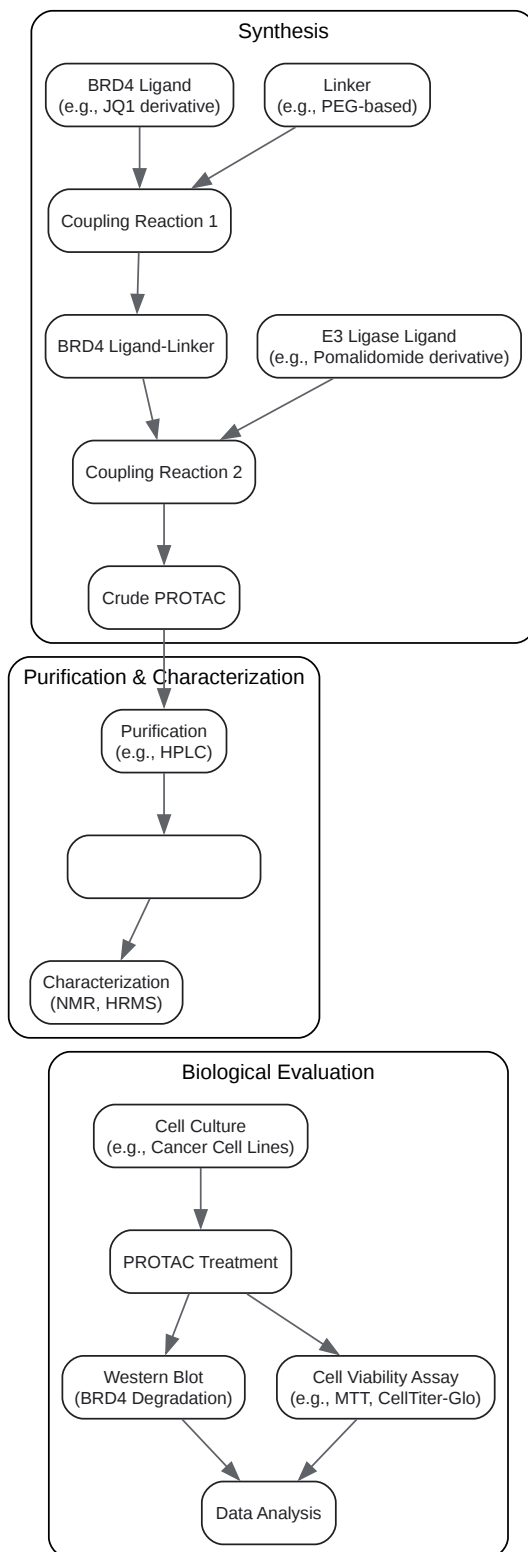 Synthesis
BRD4 Ligand
(e.g., JQ1 derivative)
Linker
(e.g., PEG-based)
Coupling Reaction 1
BRD4 Ligand-Linker
E3 Ligase Ligand
(e.g., Pomalidomide derivative)
Coupling Reaction 2
Crude PROTAC
Purification & Characterization
Purification
(e.g., HPLC)
Characterization
(NMR, HRMS)
Biological Evaluation
Cell Culture
(e.g., Cancer Cell Lines)
PROTAC Treatment
Western Blot
(BRD4 Degradation)
Cell Viability Assay
(e.g., MTT, CellTiter-Glo)
Data Analysis